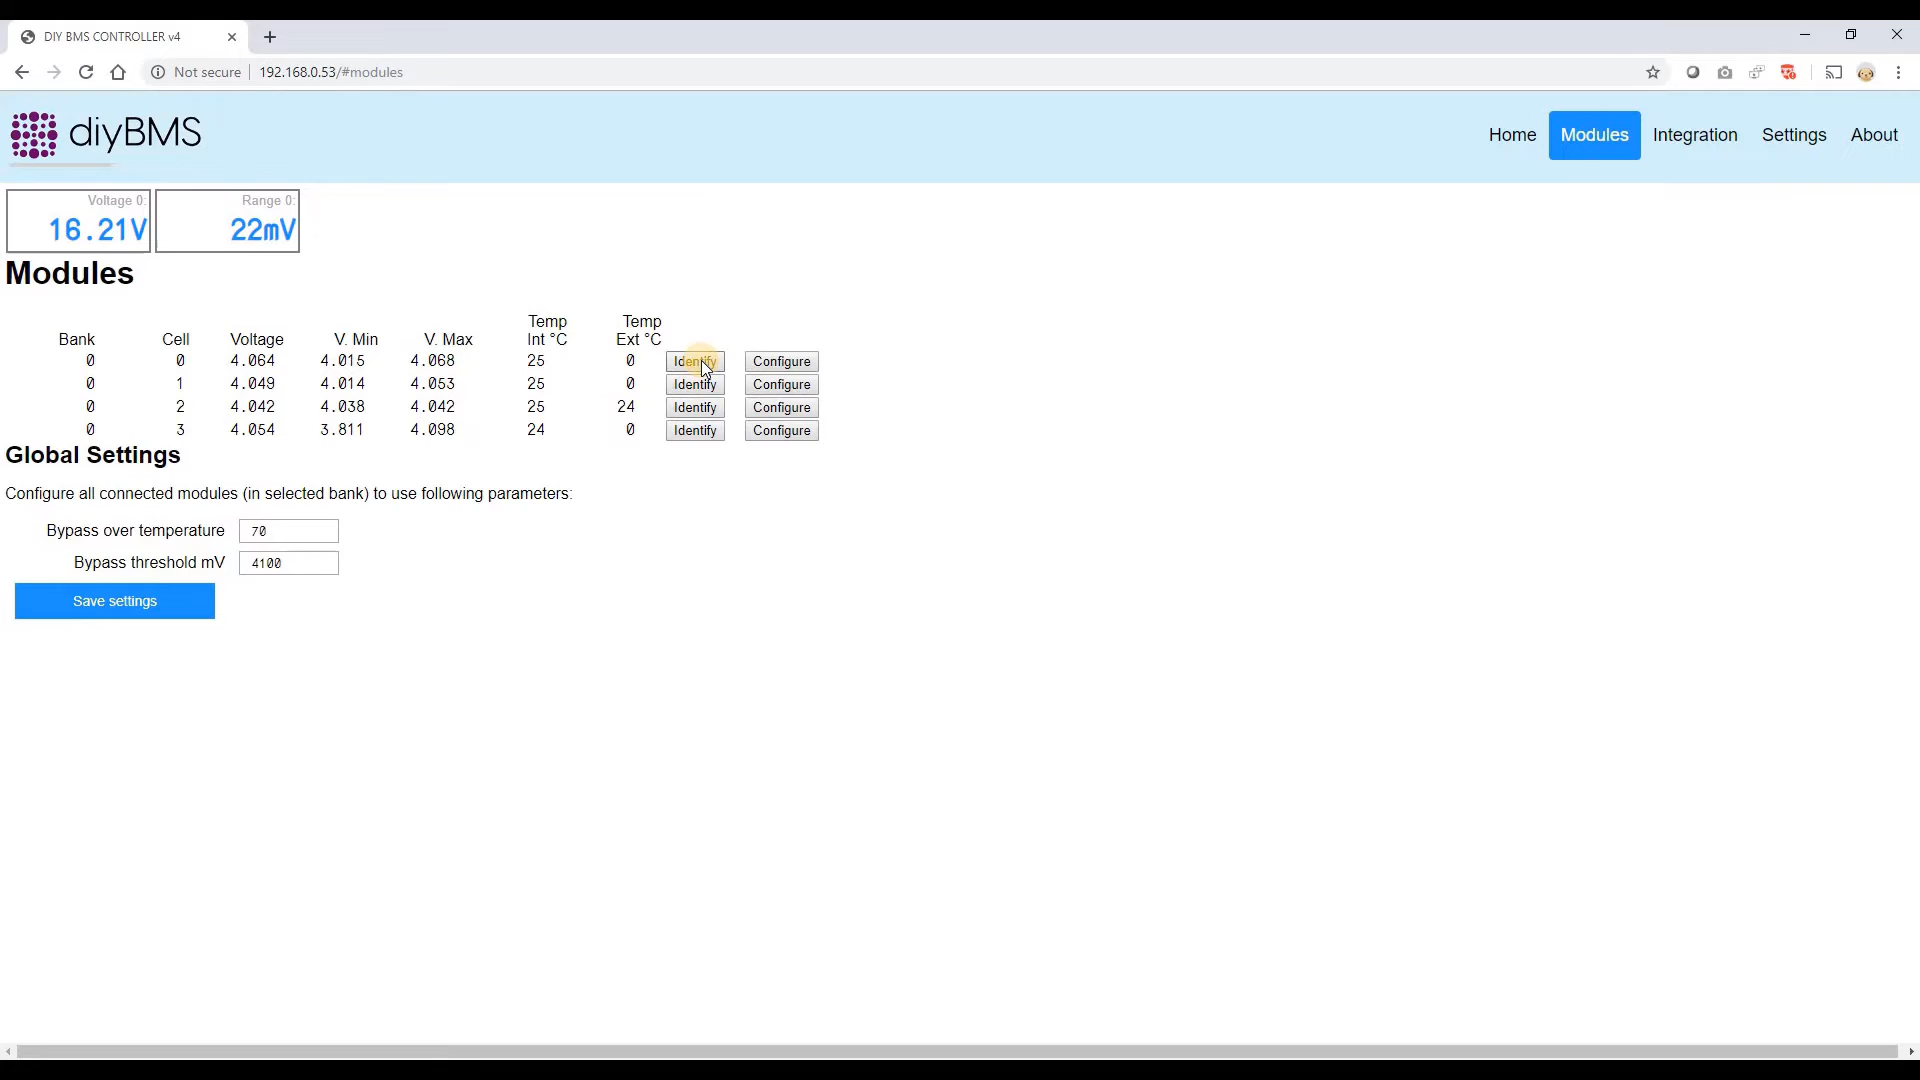 DIY BMS CONTROLLER v4
Not secure 192.168.0.53/#modules
diyBMS
Home Modules Integration Settings About
Voltage 0: Range 0:
16.21V 22mV
Modules
Temp Temp
Bank Cell Voltage V. Min V. Max Int °C Ext °C
0 0 4.064 4.015 4.068 25 0 Identify Configure
0 1 4.049 4.014 4.053 25 0 Identify Configure
0 2 4.042 4.038 4.042 25 24 Identify Configure
0 3 4.054 3.811 4.098 24 0 Identify Configure
Global Settings
Configure all connected modules (in selected bank) to use following parameters:
Bypass over temperature 70
Bypass threshold mV 4100
Save settings